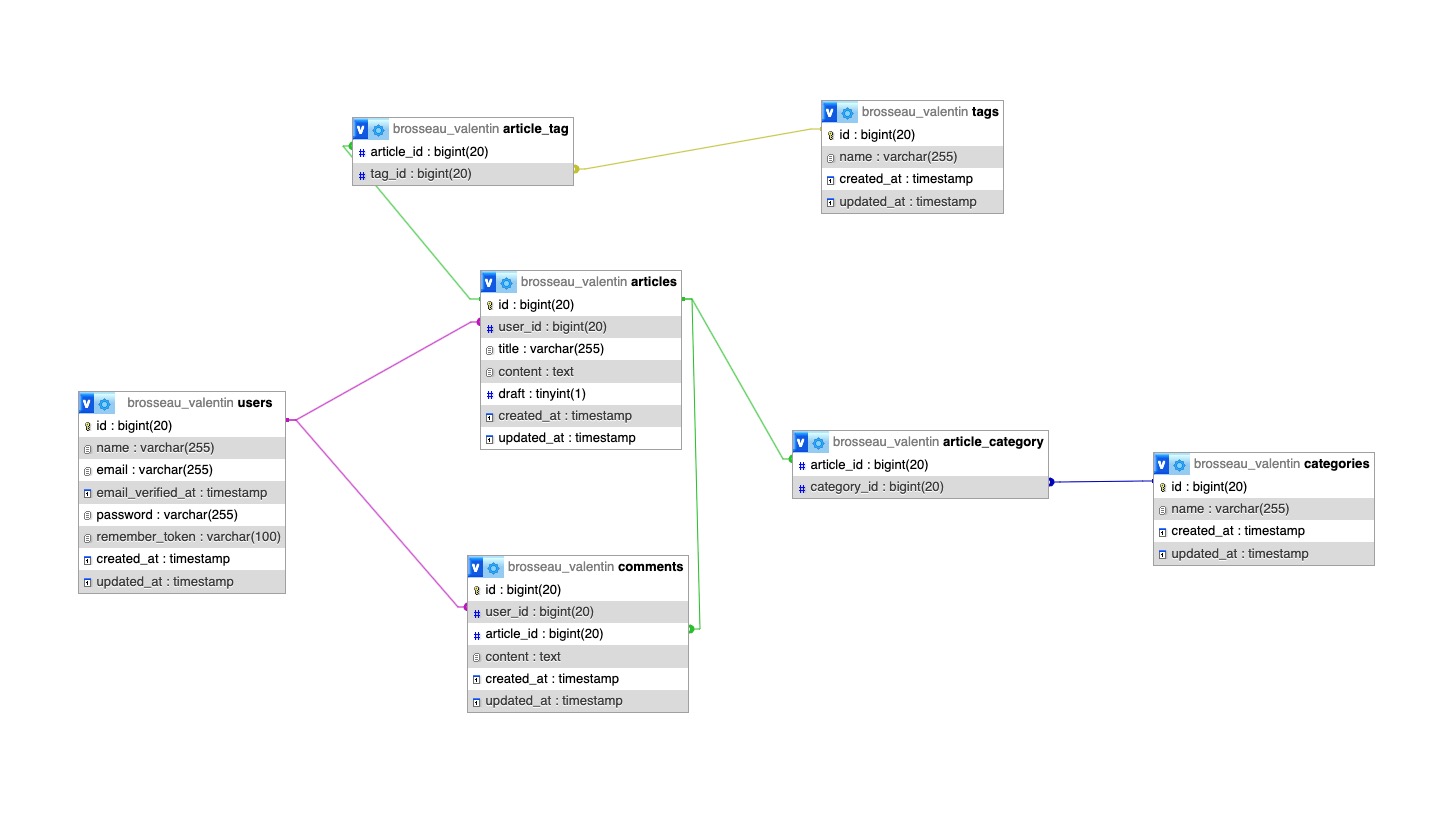 brosseau_valentin article_tag
article_id : bigint(20)
tag_id : bigint(20)
brosseau_valentin tags
id : bigint(20)
name : varchar(255)
created_at : timestamp
updated_at : timestamp
brosseau_valentin articles
id : bigint(20)
user_id : bigint(20)
title : varchar(255)
content : text
draft : tinyint(1)
created_at : timestamp
updated_at : timestamp
brosseau_valentin users
id : bigint(20)
name : varchar(255)
email : varchar(255)
email_verified_at : timestamp
password : varchar(255)
remember_token : varchar(100)
created_at : timestamp
updated_at : timestamp
brosseau_valentin article_category
article_id : bigint(20)
category_id : bigint(20)
brosseau_valentin categories
id : bigint(20)
name : varchar(255)
created_at : timestamp
updated_at : timestamp
brosseau_valentin comments
id : bigint(20)
user_id : bigint(20)
article_id : bigint(20)
content : text
created_at : timestamp
updated_at : timestamp